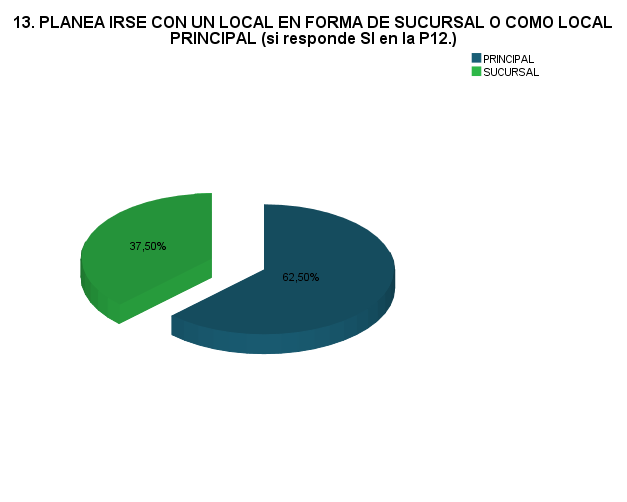 13. PLANEA IRSE CON UN LOCAL EN FORMA DE SUCURSAL O COMO LOCAL
PRINCIPAL (si responde SI en la P12.)
PRINCIPAL
SUCURSAL
37,50%
62,50%